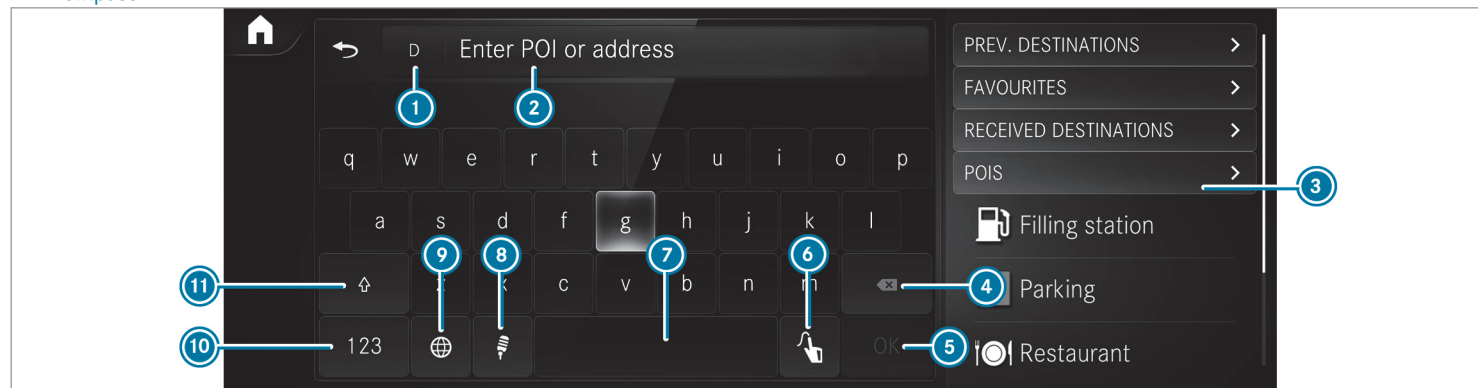 D Enter POI or address
1 2
q w e r t y u i o p
a s d f g h j k l
9 8 7 6
11 c v b n m 4
10 123 OK 5
PREV. DESTINATIONS
FAVOURITES
RECEIVED DESTINATIONS
POIS
3
Filling station
Parking
Restaurant